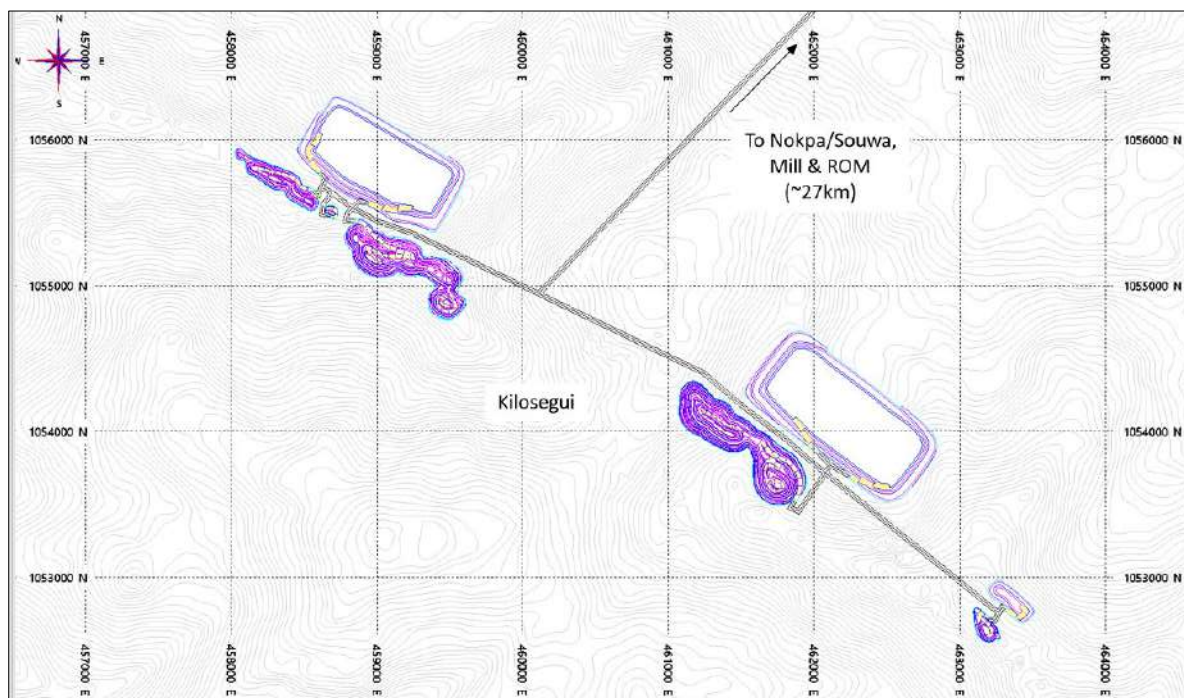 N
W
E
S
457000 E
458000 E
459000 E
460000 E
461000 E
462000 E
463000 E
464000 E
1056000 N
1056000 N
To Nokpa/Souwa,
Mill & ROM
(~27km)
1055000 N
1055000 N
Kilosegui
1054000 N
1054000 N
1053000 N
1053000 N
457000 E
458000 E
459000 E
460000 E
461000 E
462000 E
463000 E
464000 E